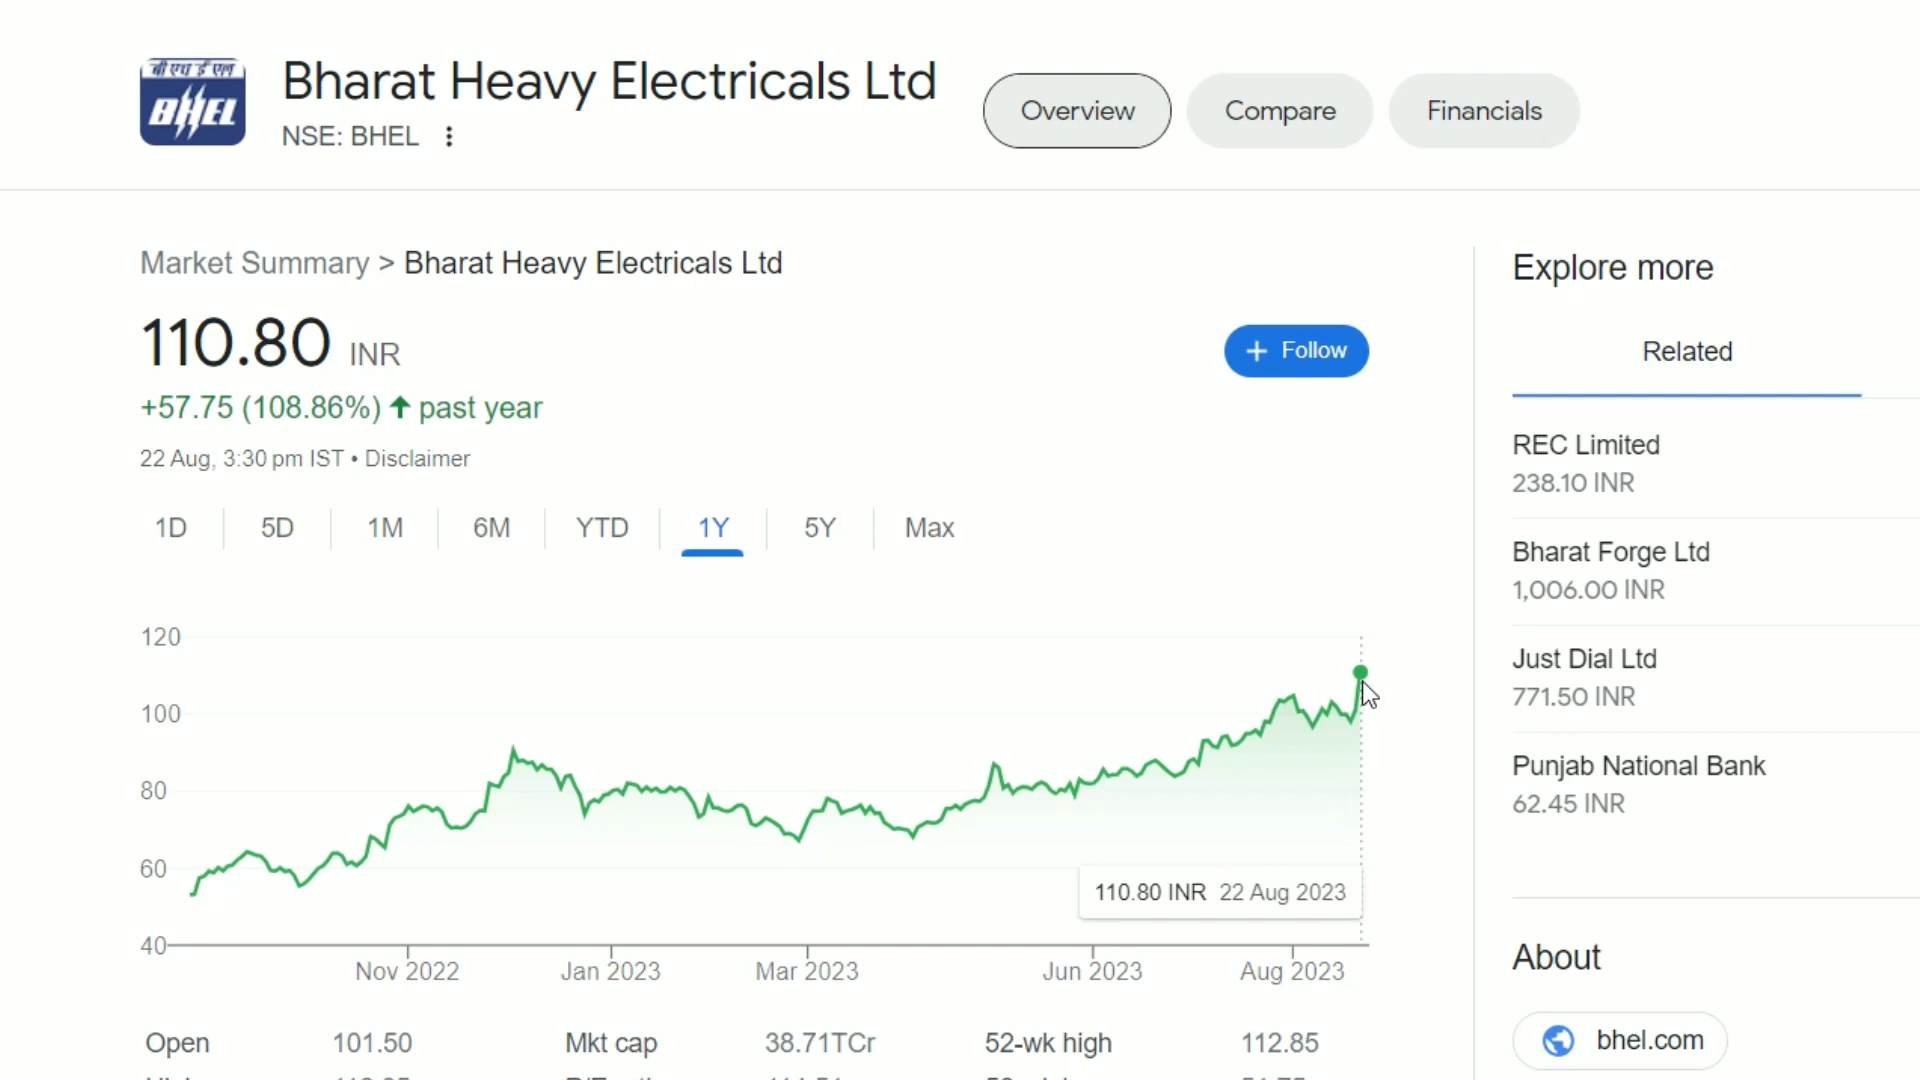 बी एच ई एल
BHEL
Bharat Heavy Electricals Ltd
NSE: BHEL
Overview
Compare
Financials
Market Summary > Bharat Heavy Electricals Ltd
110.80 INR
+57.75 (108.86%) ↑ past year
22 Aug, 3:30 pm IST • Disclaimer
+ Follow
1D 5D 1M 6M YTD 1Y 5Y Max
120
100
80
60
40
110.80 INR 22 Aug 2023
Nov 2022 Jan 2023 Mar 2023 Jun 2023 Aug 2023
Open 101.50 Mkt cap 38.71TCr 52-wk high 112.85
Explore more
Related
REC Limited
238.10 INR
Bharat Forge Ltd
1,006.00 INR
Just Dial Ltd
771.50 INR
Punjab National Bank
62.45 INR
About
bhel.com